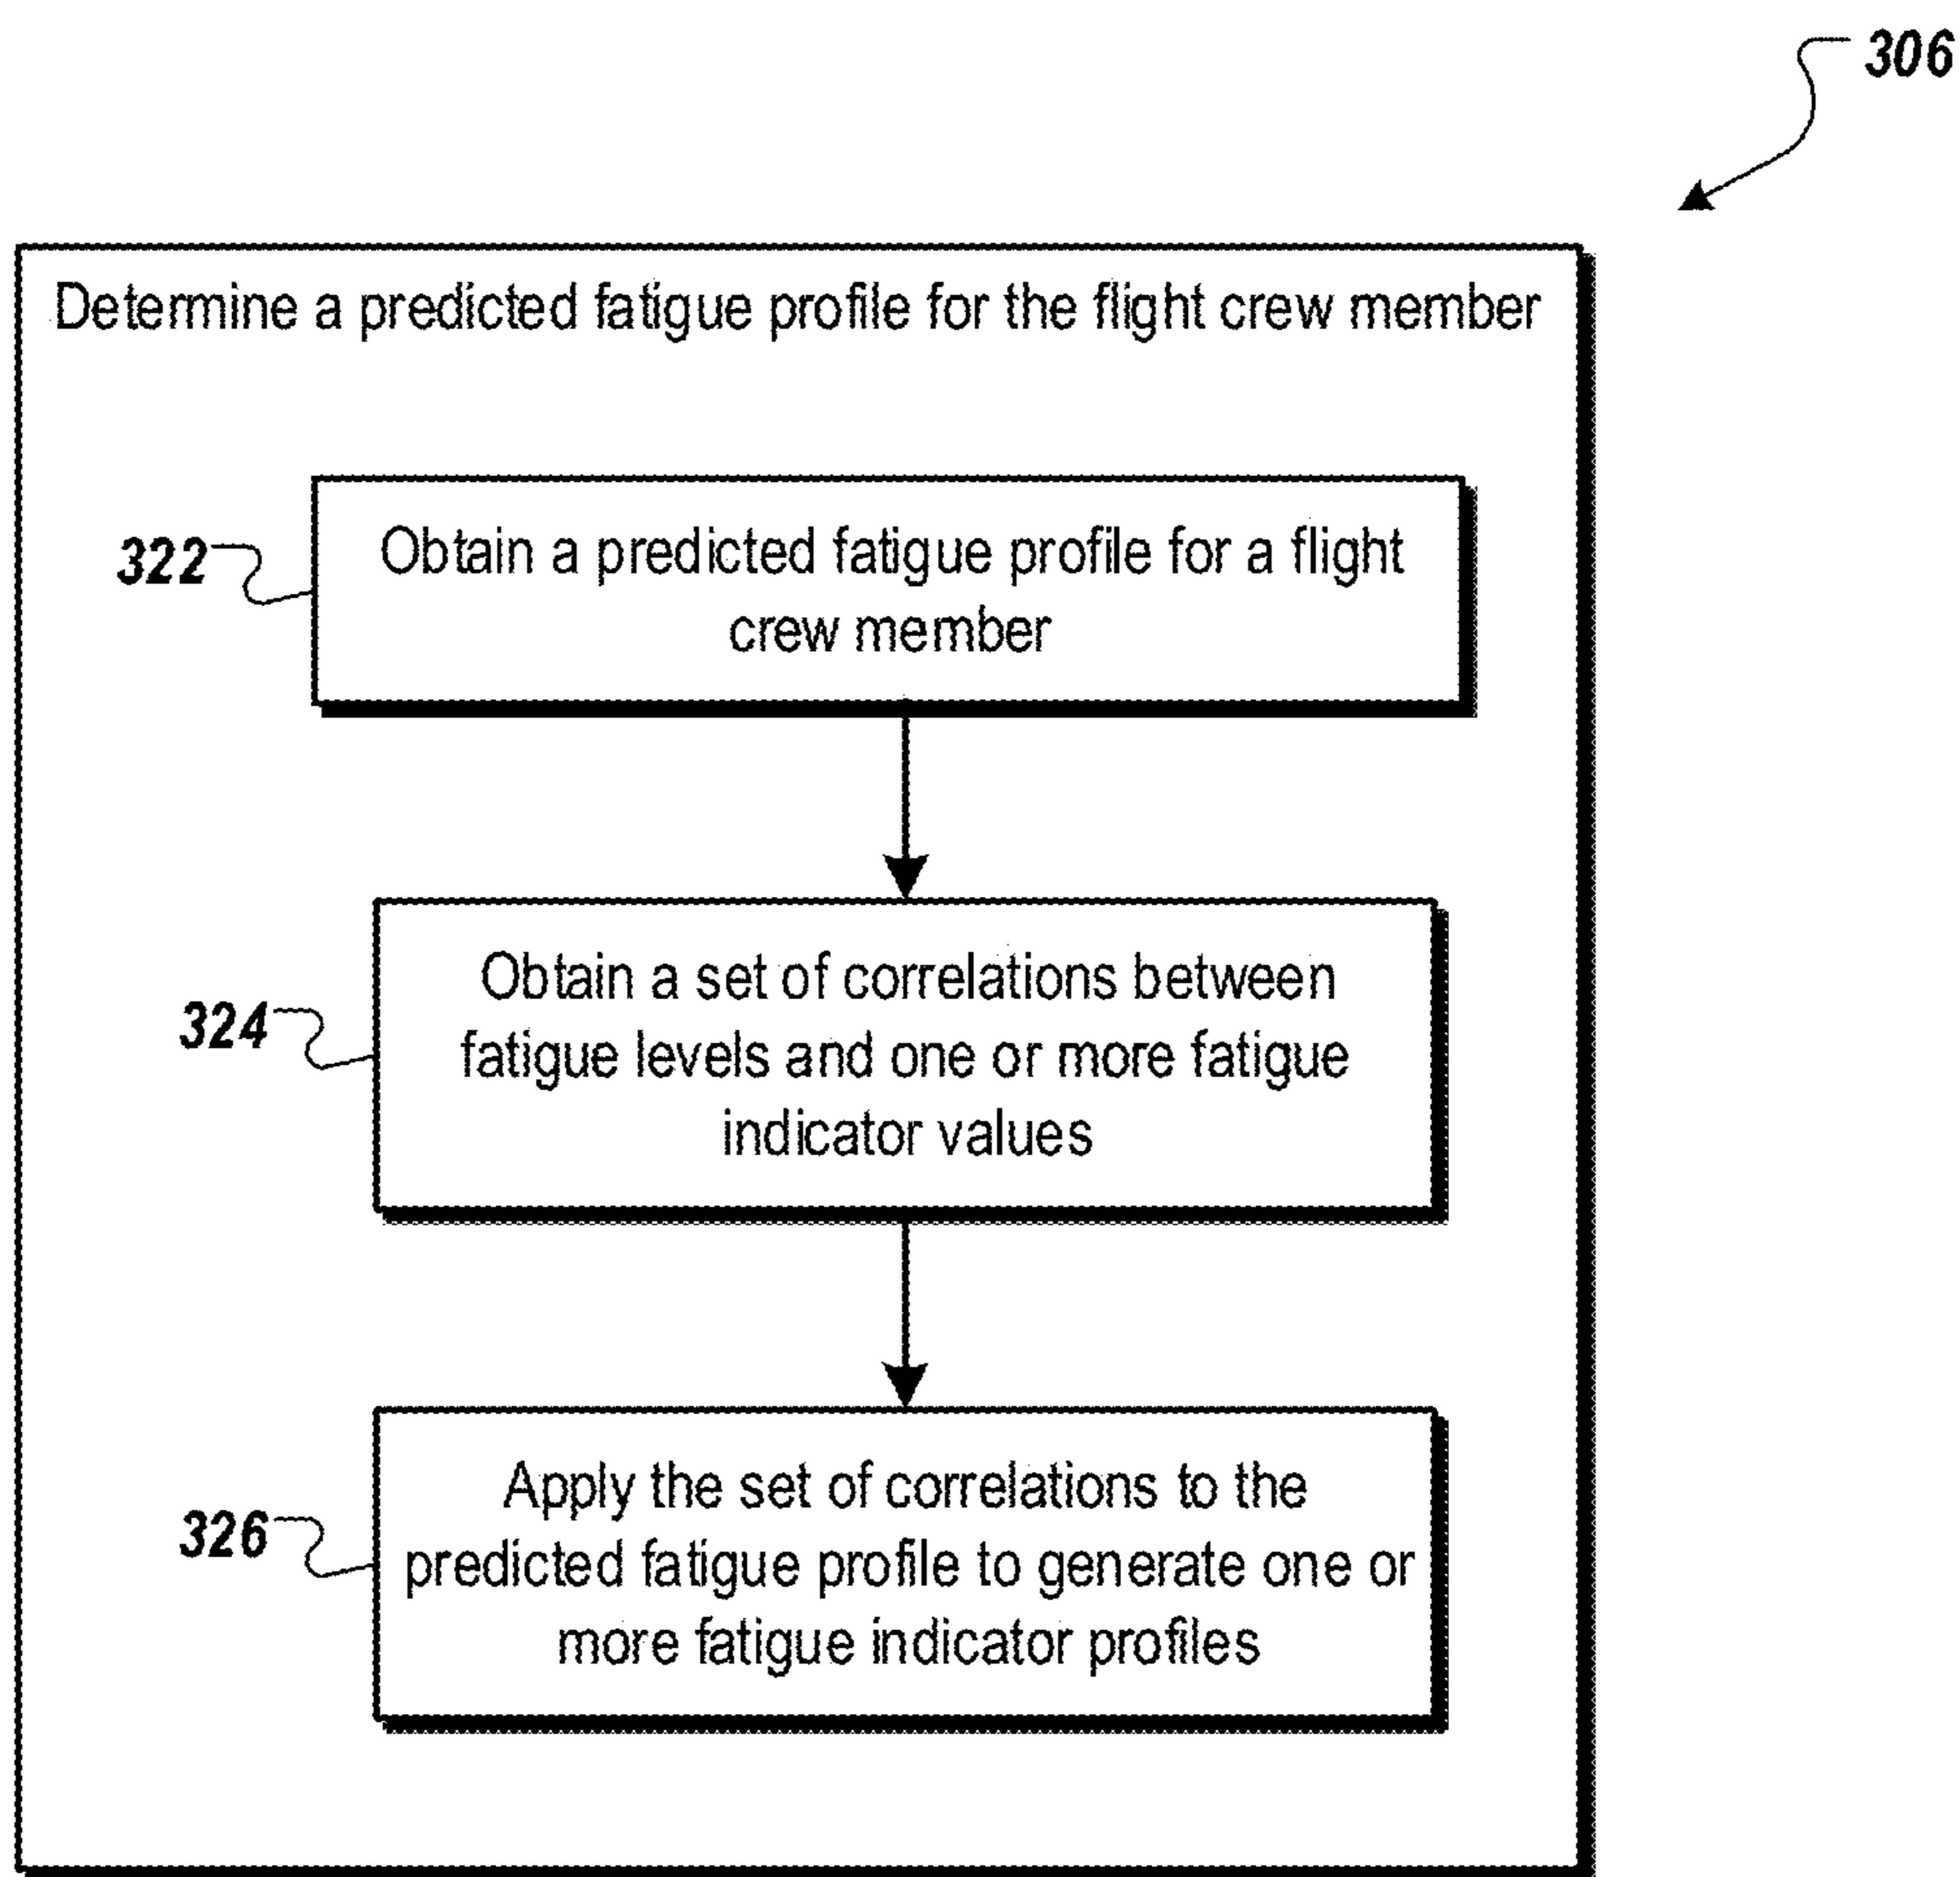 306
Determine a predicted fatigue profile for the flight crew member
322
Obtain a predicted fatigue profile for a flight
crew member
324
Obtain a set of correlations between
fatigue levels and one or more fatigue
indicator values
326
Apply the set of correlations to the
predicted fatigue profile to generate one or
more fatigue indicator profiles